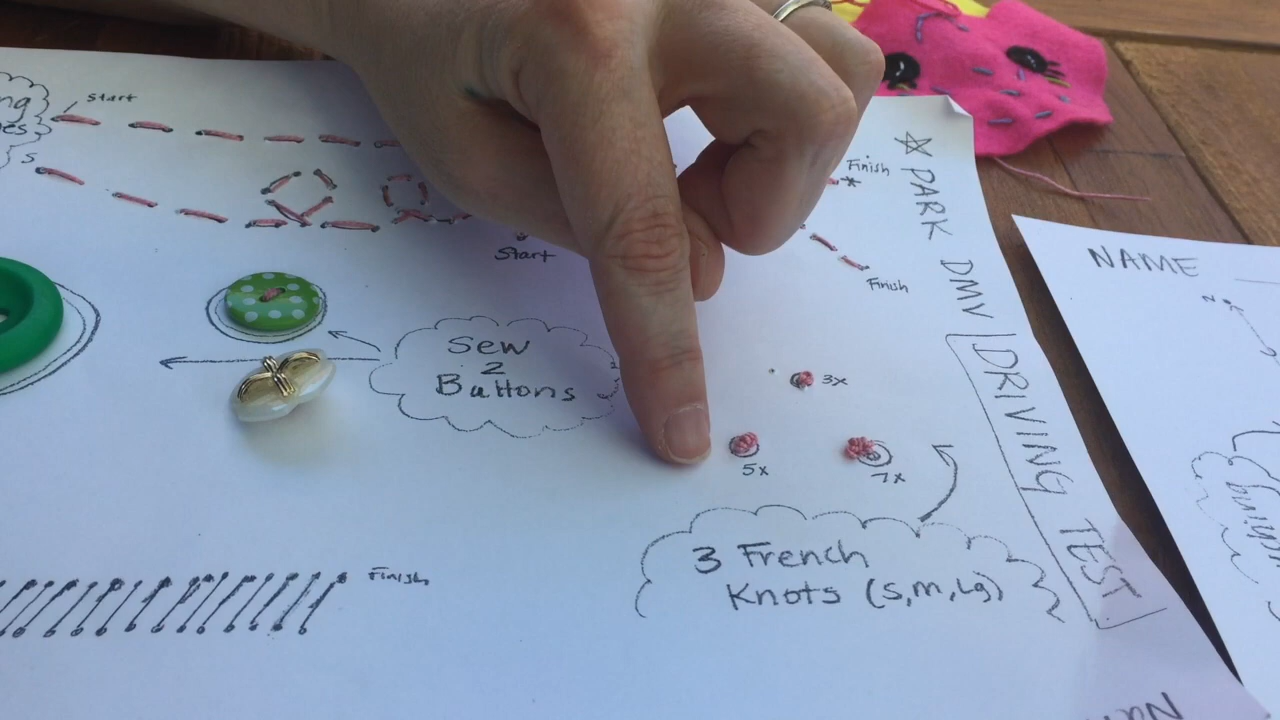 Start
S
Start
Finish
Finish
☆ PARK DMV DRIVING TEST
NAME
Sew
2
Buttons
3x
5x
7x
3 French
Knots (S,M,Lg)
Finish